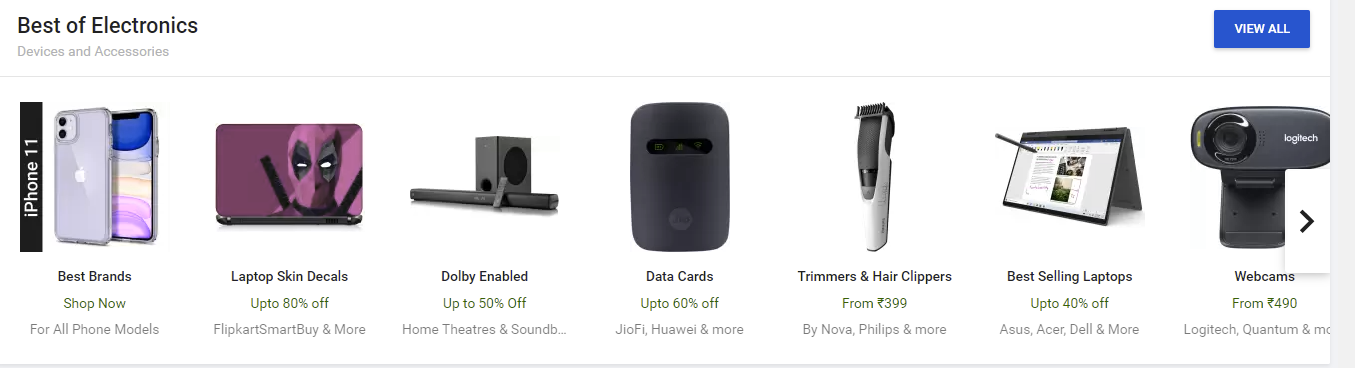 Best of Electronics
VIEW ALL
Devices and Accessories
iPhone 11
Jio
logitech
Best Brands
Shop Now
For All Phone Models
Laptop Skin Decals
Upto 80% off
FlipkartSmartBuy & More
Dolby Enabled
Up to 50% Off
Home Theatres & Soundb...
Data Cards
Upto 60% off
JioFi, Huawei & more
Trimmers & Hair Clippers
From ₹399
By Nova, Philips & more
Best Selling Laptops
Upto 40% off
Asus, Acer, Dell & More
Webcams
From ₹490
Logitech, Quantum & mo